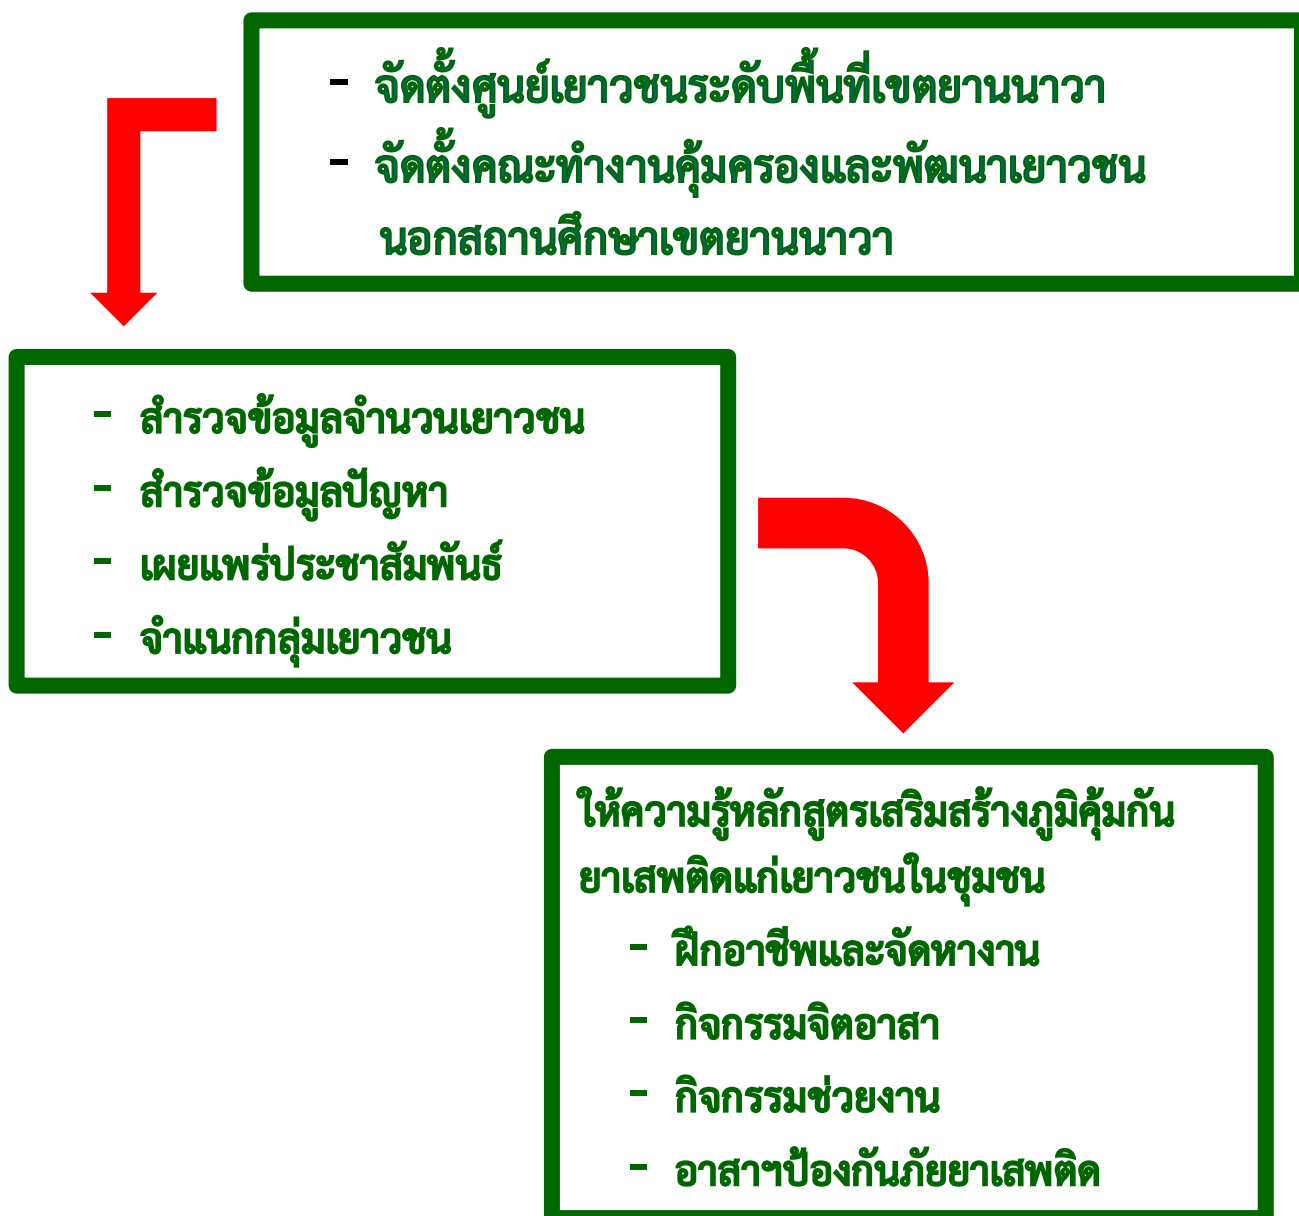 - จัดตั้งศูนย์เยาวชนระดับพื้นที่เขตยานนาวา
- จัดตั้งคณะทำงานคุ้มครองและพัฒนาเยาวชน
นอกสถานศึกษาเขตยานนาวา
- สำรวจข้อมูลจำนวนเยาวชน
- สำรวจข้อมูลปัญหา
- เผยแพร่ประชาสัมพันธ์
- จำแนกกลุ่มเยาวชน
ให้ความรู้หลักสูตรเสริมสร้างภูมิคุ้มกัน
ยาเสพติดแก่เยาวชนในชุมชน
- ฝึกอาชีพและจัดหางาน
- กิจกรรมจิตอาสา
- กิจกรรมช่วยงาน
- อาสาฯป้องกันภัยยาเสพติด